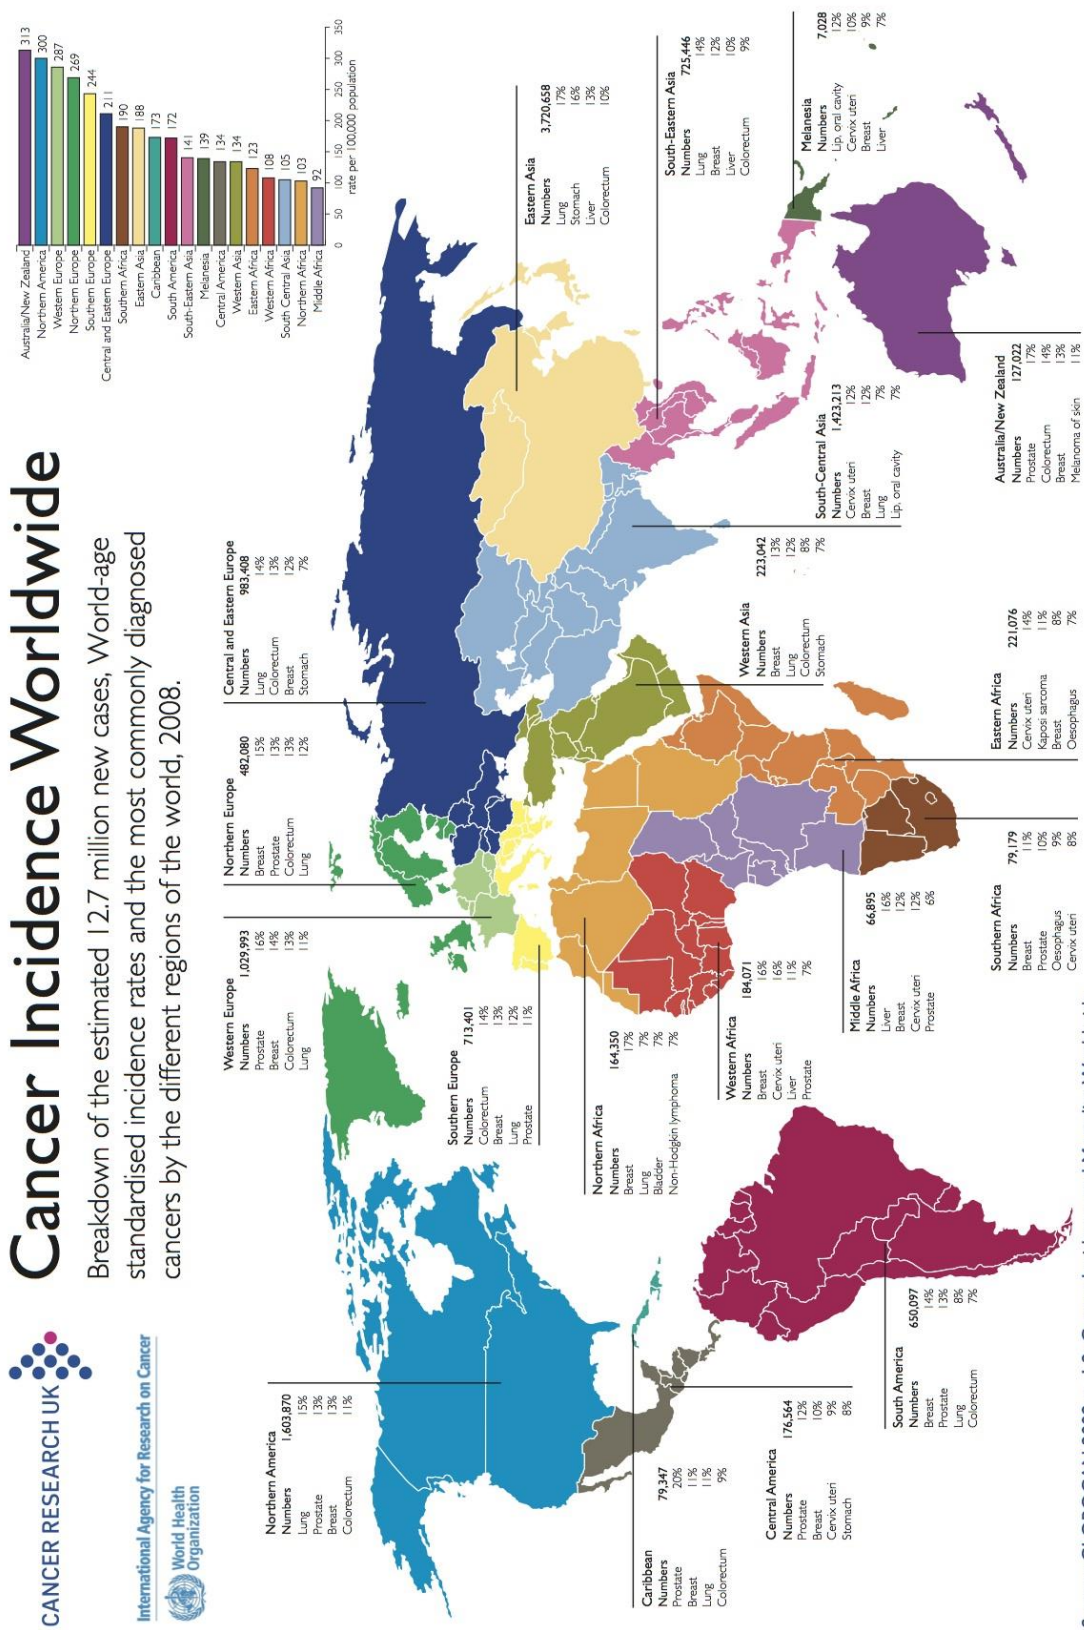 CANCER RESEARCH UK
International Agency for Research on Cancer
World Health
Organization
Cancer Incidence Worldwide
Breakdown of the estimated 12.7 million new cases, World-age
standardised incidence rates and the most commonly diagnosed
cancers by the different regions of the world, 2008.
Australia/New Zealand 313
Northern America 300
Western Europe 287
Northern Europe 269
Southern Europe 244
Central and Eastern Europe 211
Southern Africa 190
Eastern Asia 188
Caribbean 173
South America 172
South-Eastern Asia 141
Melanesia 139
Central America 134
Western Asia 134
Eastern Africa 123
Western Africa 108
South Central Asia 105
Northern Africa 103
Middle Africa 92
0 50 100 150 200 250 300 350
rate per 100,000 population
Northern America
Numbers 1,603,870
Lung 15%
Prostate 13%
Breast 13%
Colorectum 11%
Western Europe
Numbers 1,029,993
Prostate 16%
Breast 14%
Colorectum 13%
Lung 11%
Northern Europe
Numbers 482,080
Breast 15%
Prostate 13%
Colorectum 13%
Lung 12%
Central and Eastern Europe
Numbers 983,408
Lung 14%
Colorectum 13%
Breast 12%
Stomach 7%
Southern Europe
Numbers 713,401
Colorectum 14%
Breast 13%
Lung 12%
Prostate 11%
Eastern Asia
Numbers 3,720,658
Lung 17%
Stomach 16%
Liver 13%
Colorectum 10%
Northern Africa
Numbers 164,350
Breast 17%
Lung 7%
Bladder 7%
Non-Hodgkin lymphoma 7%
South-Eastern Asia
Numbers 725,446
Lung 14%
Breast 12%
Liver 10%
Colorectum 9%
Caribbean
Numbers 79,347
Prostate 20%
Breast 11%
Lung 11%
Colorectum 9%
Western Africa
Numbers 184,071
Breast 16%
Cervix uteri 16%
Liver 11%
Prostate 7%
Western Asia
Numbers 223,042
Breast 13%
Lung 12%
Colorectum 8%
Stomach 7%
Central America
Numbers 176,564
Prostate 12%
Breast 10%
Cervix uteri 9%
Stomach 8%
South-Central Asia
Numbers 1,423,213
Cervix uteri 12%
Breast 12%
Lung 7%
Lip, oral cavity 7%
Melanesia
Numbers 7,028
Lip, oral cavity 12%
Cervix uteri 10%
Breast 9%
Liver 7%
Middle Africa
Numbers 66,895
Liver 16%
Breast 12%
Cervix uteri 12%
Prostate 6%
South America
Numbers 650,097
Breast 14%
Prostate 13%
Lung 8%
Colorectum 7%
Southern Africa
Numbers 79,179
Breast 11%
Prostate 10%
Oesophagus 9%
Cervix uteri 8%
Eastern Africa
Numbers 221,076
Cervix uteri 14%
Kaposi sarcoma 11%
Breast 8%
Oesophagus 7%
Australia/New Zealand
Numbers 127,022
Prostate 17%
Colorectum 14%
Breast 13%
Melanoma of skin 11%